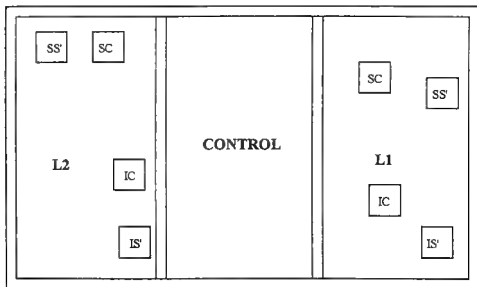 SS' SC
SC
SS'
CONTROL
L2
L1
IC
IC
IS'
IS'